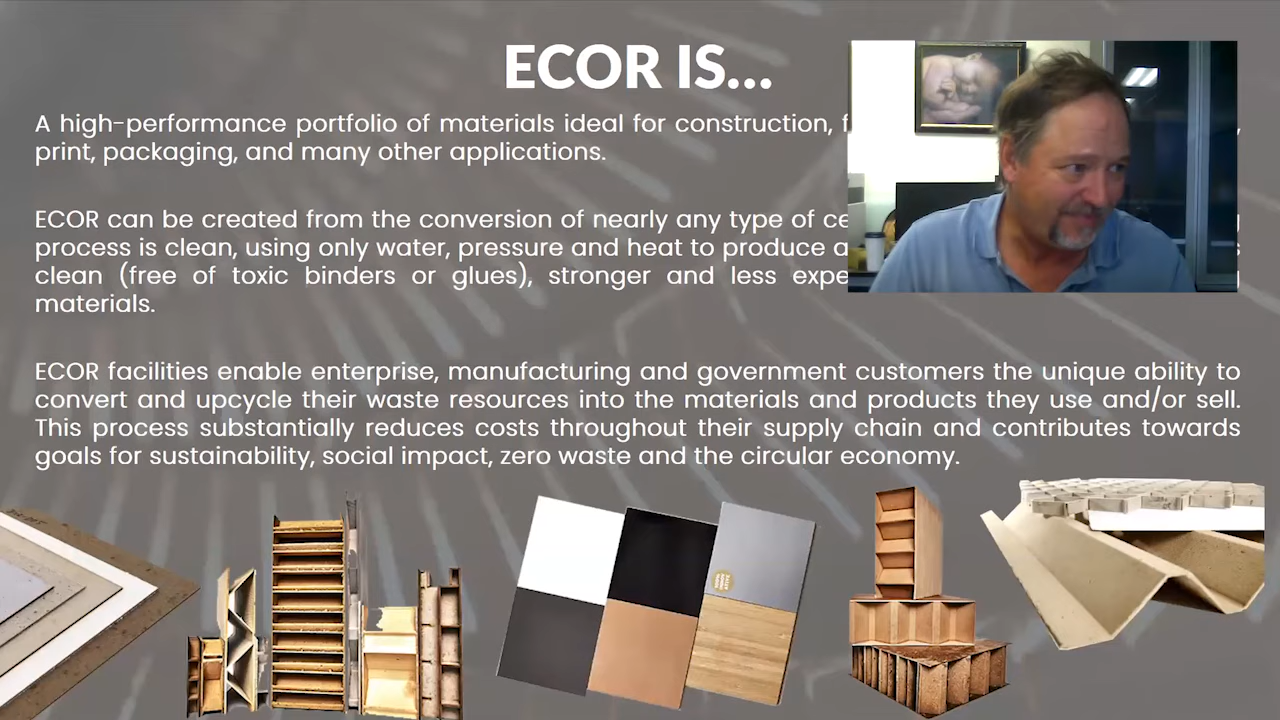 ECOR IS...
A high-performance portfolio of materials ideal for construction,
print, packaging, and many other applications.
ECOR can be created from the conversion of nearly any type of
process is clean, using only water, pressure and heat to produce
clean (free of toxic binders or glues), stronger and less
materials.
ECOR facilities enable enterprise, manufacturing and government customers the unique ability to
convert and upcycle their waste resources into the materials and products they use and/or sell.
This process substantially reduces costs throughout their supply chain and contributes towards
goals for sustainability, social impact, zero waste and the circular economy.